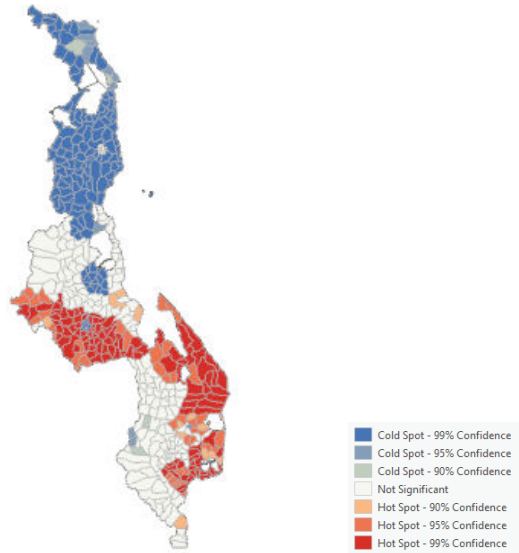 Cold Spot - 99% Confidence
Cold Spot - 95% Confidence
Cold Spot - 90% Confidence
Not Significant
Hot Spot - 90% Confidence
Hot Spot - 95% Confidence
Hot Spot - 99% Confidence